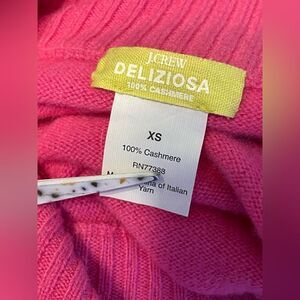 J.CREW
DELIZIOSA
100% CASHMERE
XS
100% Cashmere
RN77388
of Italian
Yarn